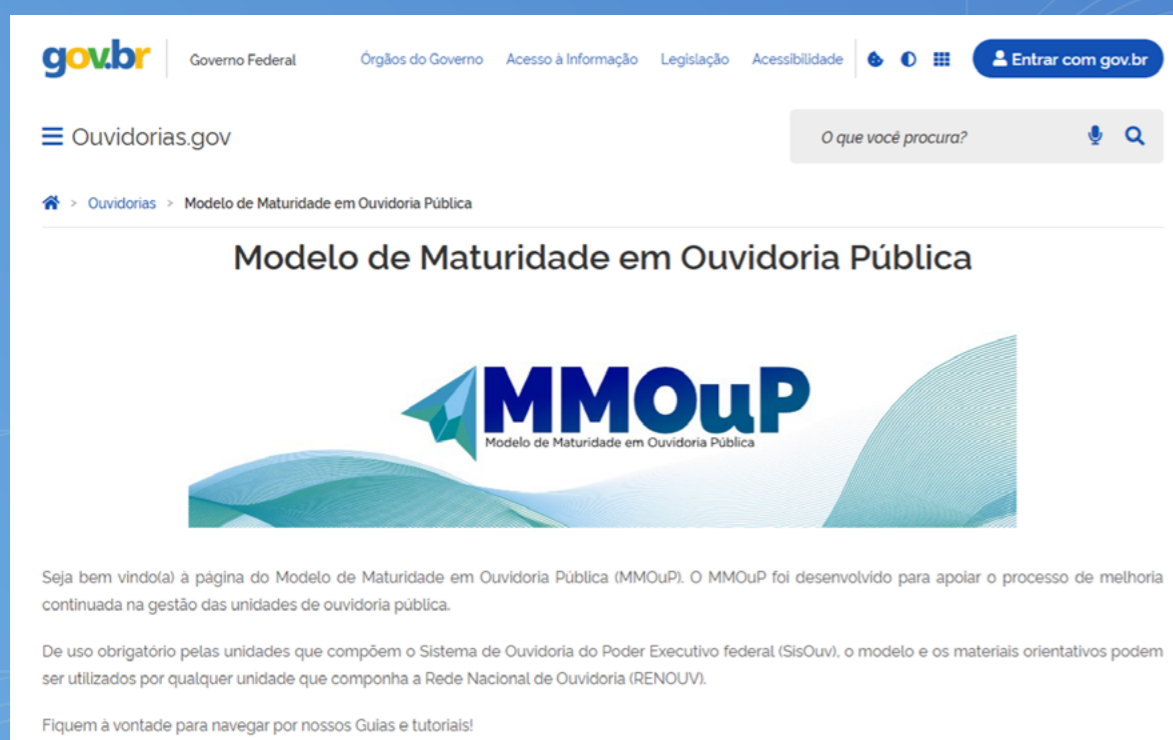 gov.br Governo Federal Órgãos do Governo Acesso à Informação Legislação Acessibilidade Entrar com gov.br
Ouvidorias.gov O que você procura?
> Ouvidorias > Modelo de Maturidade em Ouvidoria Pública
Modelo de Maturidade em Ouvidoria Pública
MMOuP
Modelo de Maturidade em Ouvidoria Pública
Seja bem vindo(a) à página do Modelo de Maturidade em Ouvidoria Pública (MMOuP). O MMOuP foi desenvolvido para apoiar o processo de melhoria
continuada na gestão das unidades de ouvidoria pública.
De uso obrigatório pelas unidades que compõem o Sistema de Ouvidoria do Poder Executivo federal (SisOuv), o modelo e os materiais orientativos podem
ser utilizados por qualquer unidade que componha a Rede Nacional de Ouvidoria (RENOUV).
Fiquem à vontade para navegar por nossos Guias e tutoriais!